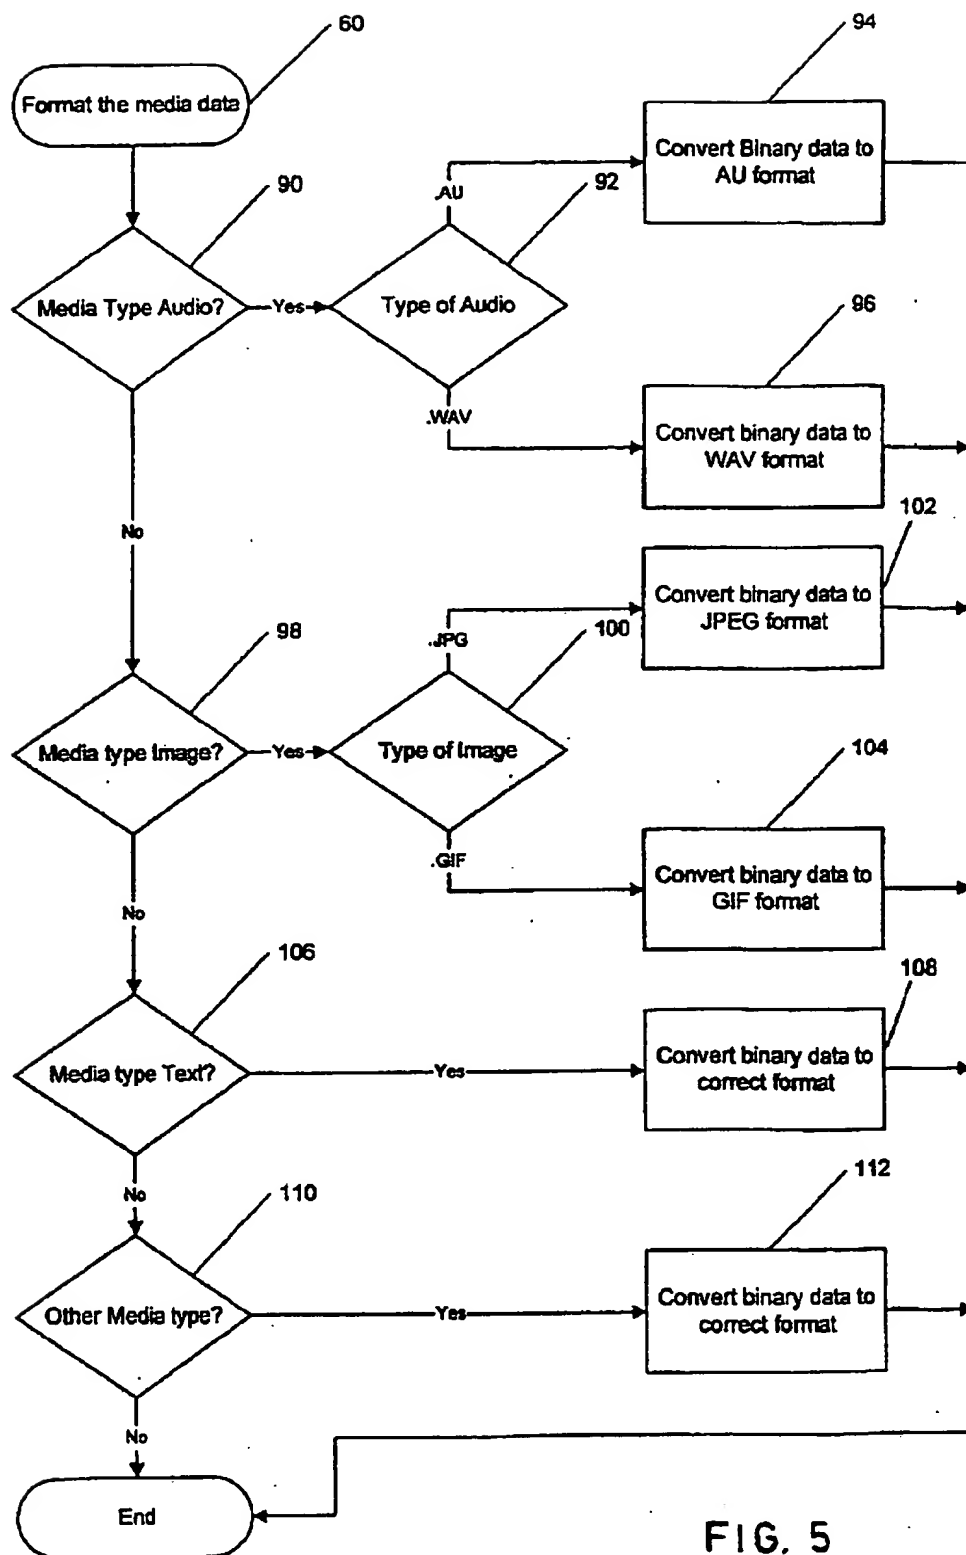 60
94
Format the media data
Convert Binary data to
AU format
90
92
.AU
Media Type Audio?
Yes
Type of Audio
96
.WAV
Convert binary data to
WAV format
102
No
Convert binary data to
JPEG format
98
100
.JPG
Media type Image?
Yes
Type of Image
104
.GIF
Convert binary data to
GIF format
No
106
108
Media type Text?
Yes
Convert binary data to
correct format
No
110
112
Other Media type?
Yes
Convert binary data to
correct format
No
End
FIG. 5